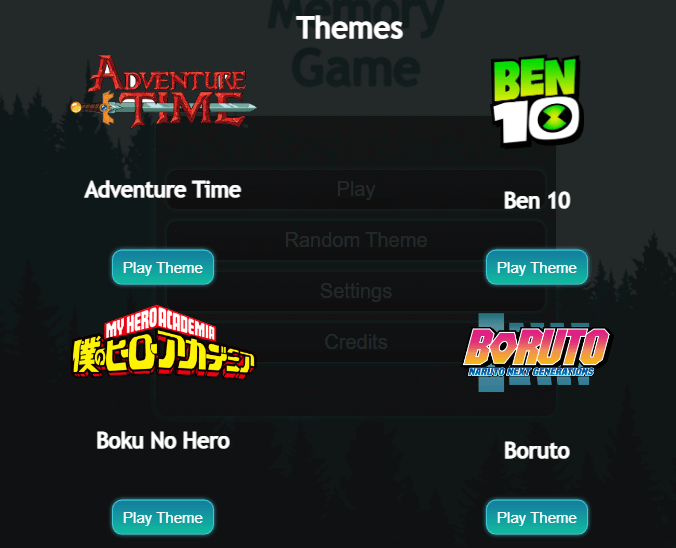 Memory
Themes
Game
ADVENTURE
TIME
BEN
10
Adventure Time
Play
Ben 10
Random Theme
Play Theme
Play Theme
Settings
MY HERO ACADEMIA
僕のヒーローアカデミア
Credits
BORUTO
NARUTO NEXT GENERATIONS
Boku No Hero
Boruto
Play Theme
Play Theme